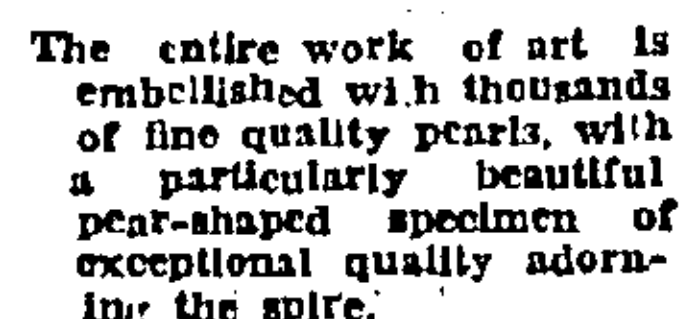 The entire work of art is
embellished with thousands
of fine quality pearls, with
a particularly beautiful
pear-shaped specimen of
exceptional quality adorn-
ing the spire.